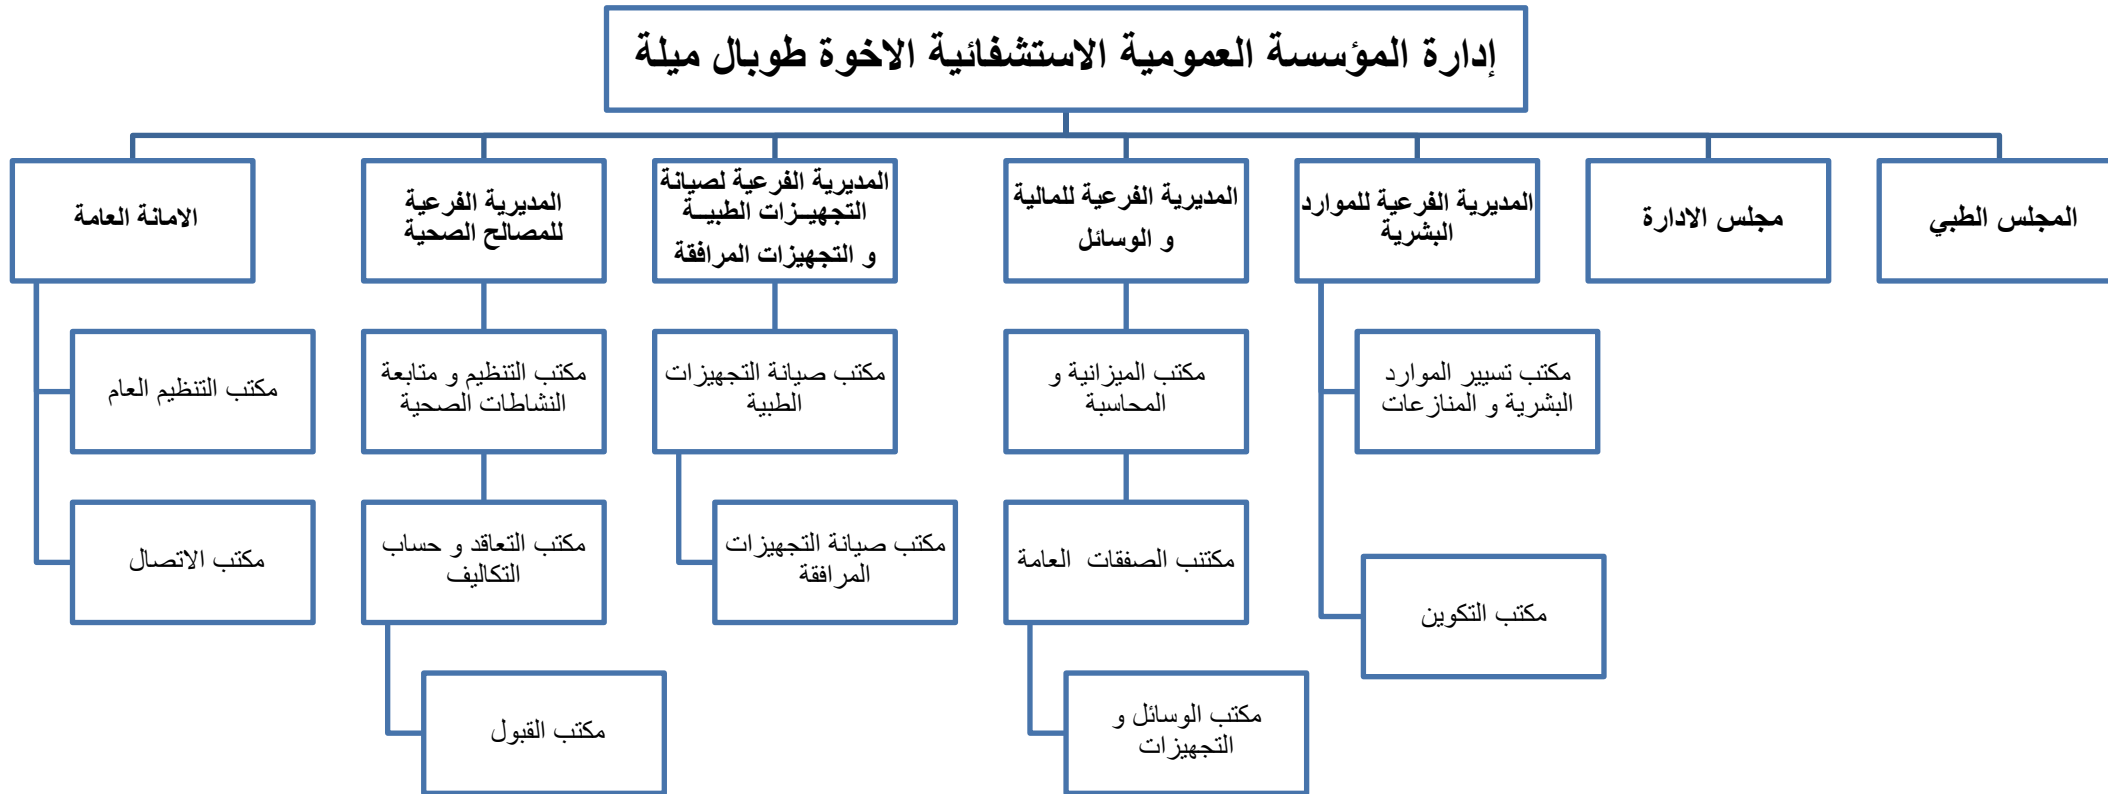 إدارة المؤسسة العمومية الاستشفائية الاخوة طوبال ميلة
المجلس الطبي
مجلس الادارة
المديرية الفرعية للموارد
البشرية
المديرية الفرعية للمالية
و الوسائل
المديرية الفرعية لصيانة
التجهيــزات الطبيــة
و التجهيزات المرافقة
المديرية الفرعية
للمصالح الصحية
الامانة العامة
مكتب تسيير الموارد
البشرية و المنازعات
مكتب الميزانية و
المحاسبة
مكتب صيانة التجهيزات
الطبية
مكتب التنظيم و متابعة
النشاطات الصحية
مكتب التنظيم العام
مكتب التكوين
مكتنب الصفقات العامة
مكتب صيانة التجهيزات
المرافقة
مكتب التعاقد و حساب
التكاليف
مكتب الاتصال
مكتب الوسائل و
التجهيزات
مكتب القبول